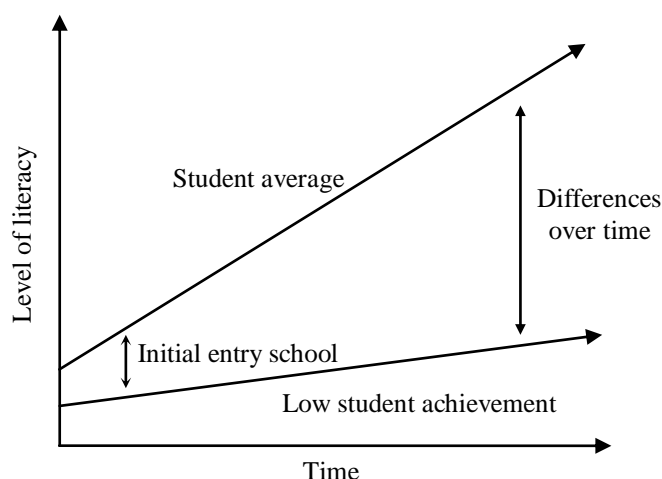 Student average
Differences
over time
Level of literacy
Initial entry school
Low student achievement
Time